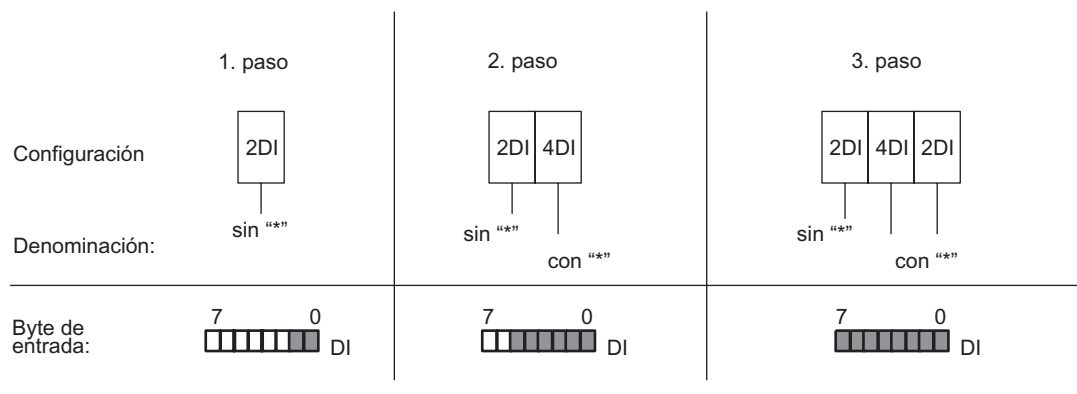 1. paso
2. paso
3. paso
Configuración
2DI
2DI 4DI
2DI 4DI 2DI
sin “*”
sin “*”
sin “*”
Denominación:
con “*”
con “*”
Byte de
entrada:
7 0
DI
7 0
DI
7 0
DI